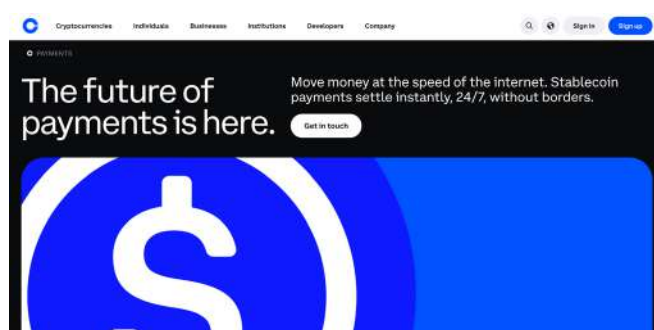 Cryptocurrencies Individuals Businesses Institutions Developers Company Sign in Sign up
PAYMENTS
The future of
payments is here.
Move money at the speed of the internet. Stablecoin
payments settle instantly, 24/7, without borders.
Get in touch
$